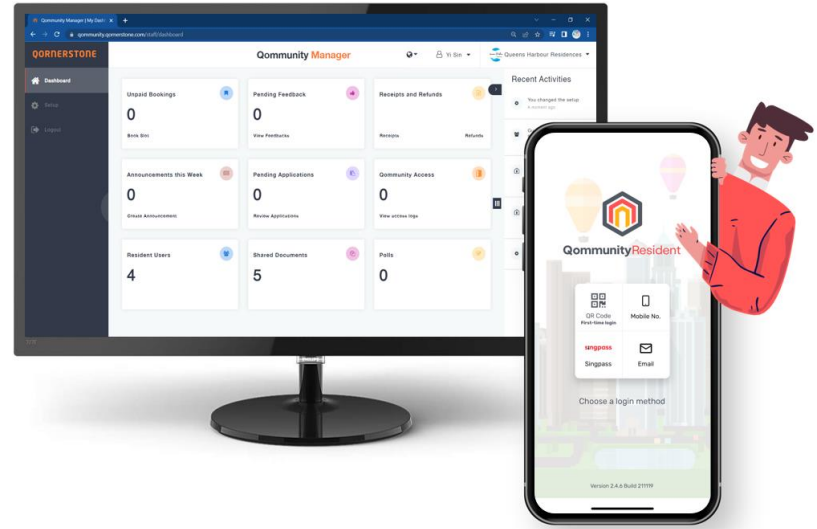 Qommunity Manager | My Dash
qommunity.qornerstone.com/staff/dashboard
QORNERSTONE
Qommunity Manager
Yi Sin
Queens Harbour Residences
Dashboard
Setup
Logout
Unpaid Bookings
0
Book Slot
Pending Feedback
0
View Feedbacks
Receipts and Refunds
Receipts
Refunds
Announcements this Week
0
Create Announcement
Pending Applications
0
Review Applications
Qommunity Access
0
View access logs
Resident Users
4
Shared Documents
5
Polls
0
Recent Activities
You changed the setup
QommunityResident
QR Code
First-time login
Mobile No.
singpass
Singpass
Email
Choose a login method
Version 2.4.6 Build 211119